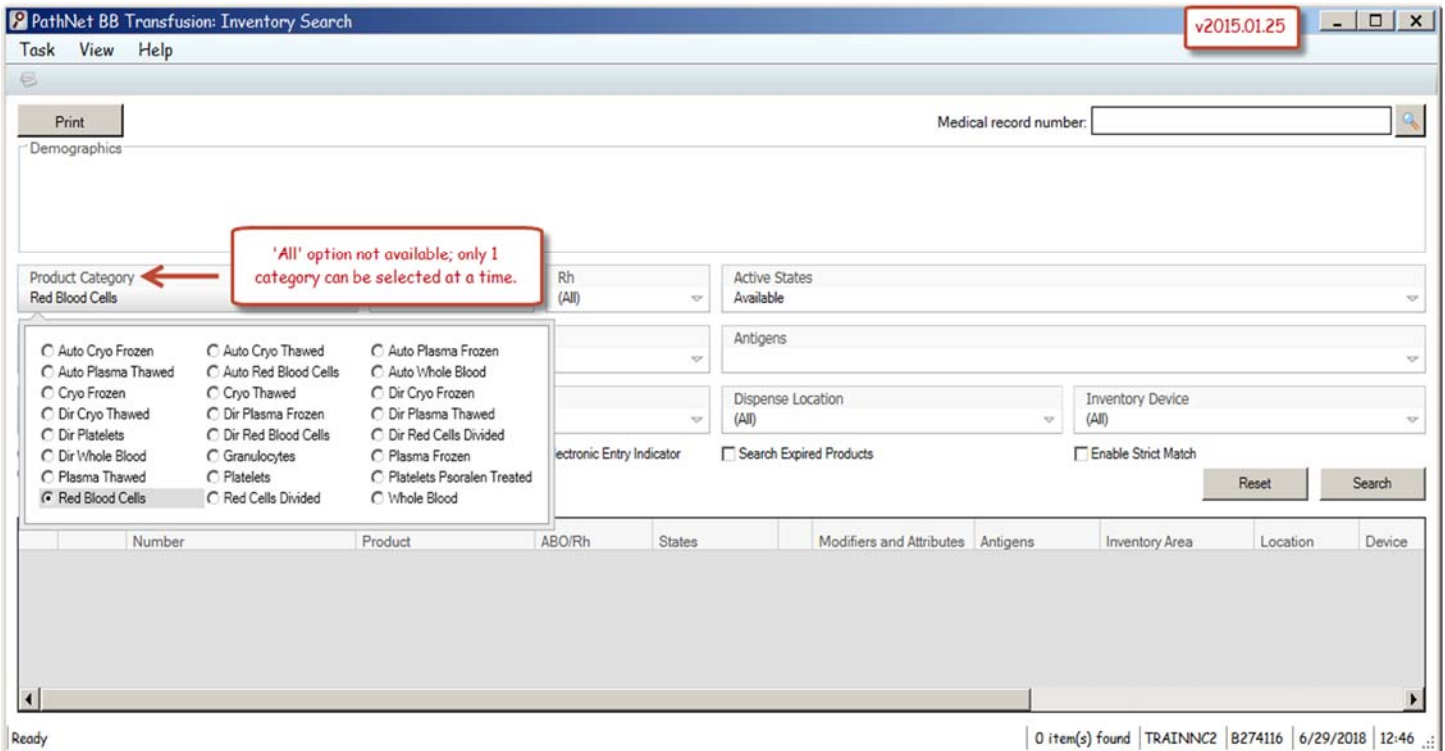 PathNet BB Transfusion: Inventory Search
v2015.01.25
Task View Help
Print
Medical record number:
Demographics
'All' option not available; only 1
category can be selected at a time.
Product Category
Red Blood Cells
Rh
(All)
Active States
Available
Auto Cryo Frozen Auto Cryo Thawed Auto Plasma Frozen
Auto Plasma Thawed Auto Red Blood Cells Auto Whole Blood
Cryo Frozen Cryo Thawed Dir Cryo Frozen
Dir Cryo Thawed Dir Plasma Frozen Dir Plasma Thawed
Dir Platelets Dir Red Blood Cells Dir Red Cells Divided
Dir Whole Blood Granulocytes Plasma Frozen
Plasma Thawed Platelets Platelets Psoralen Treated
Red Blood Cells Red Cells Divided Whole Blood
Antigens
Dispense Location
(All)
Inventory Device
(All)
Entry Indicator
Search Expired Products
Enable Strict Match
Reset Search
Number Product ABO/Rh States Modifiers and Attributes Antigens Inventory Area Location Device
Ready
0 item(s) found TRAINNC2 B274116 6/29/2018 12:46